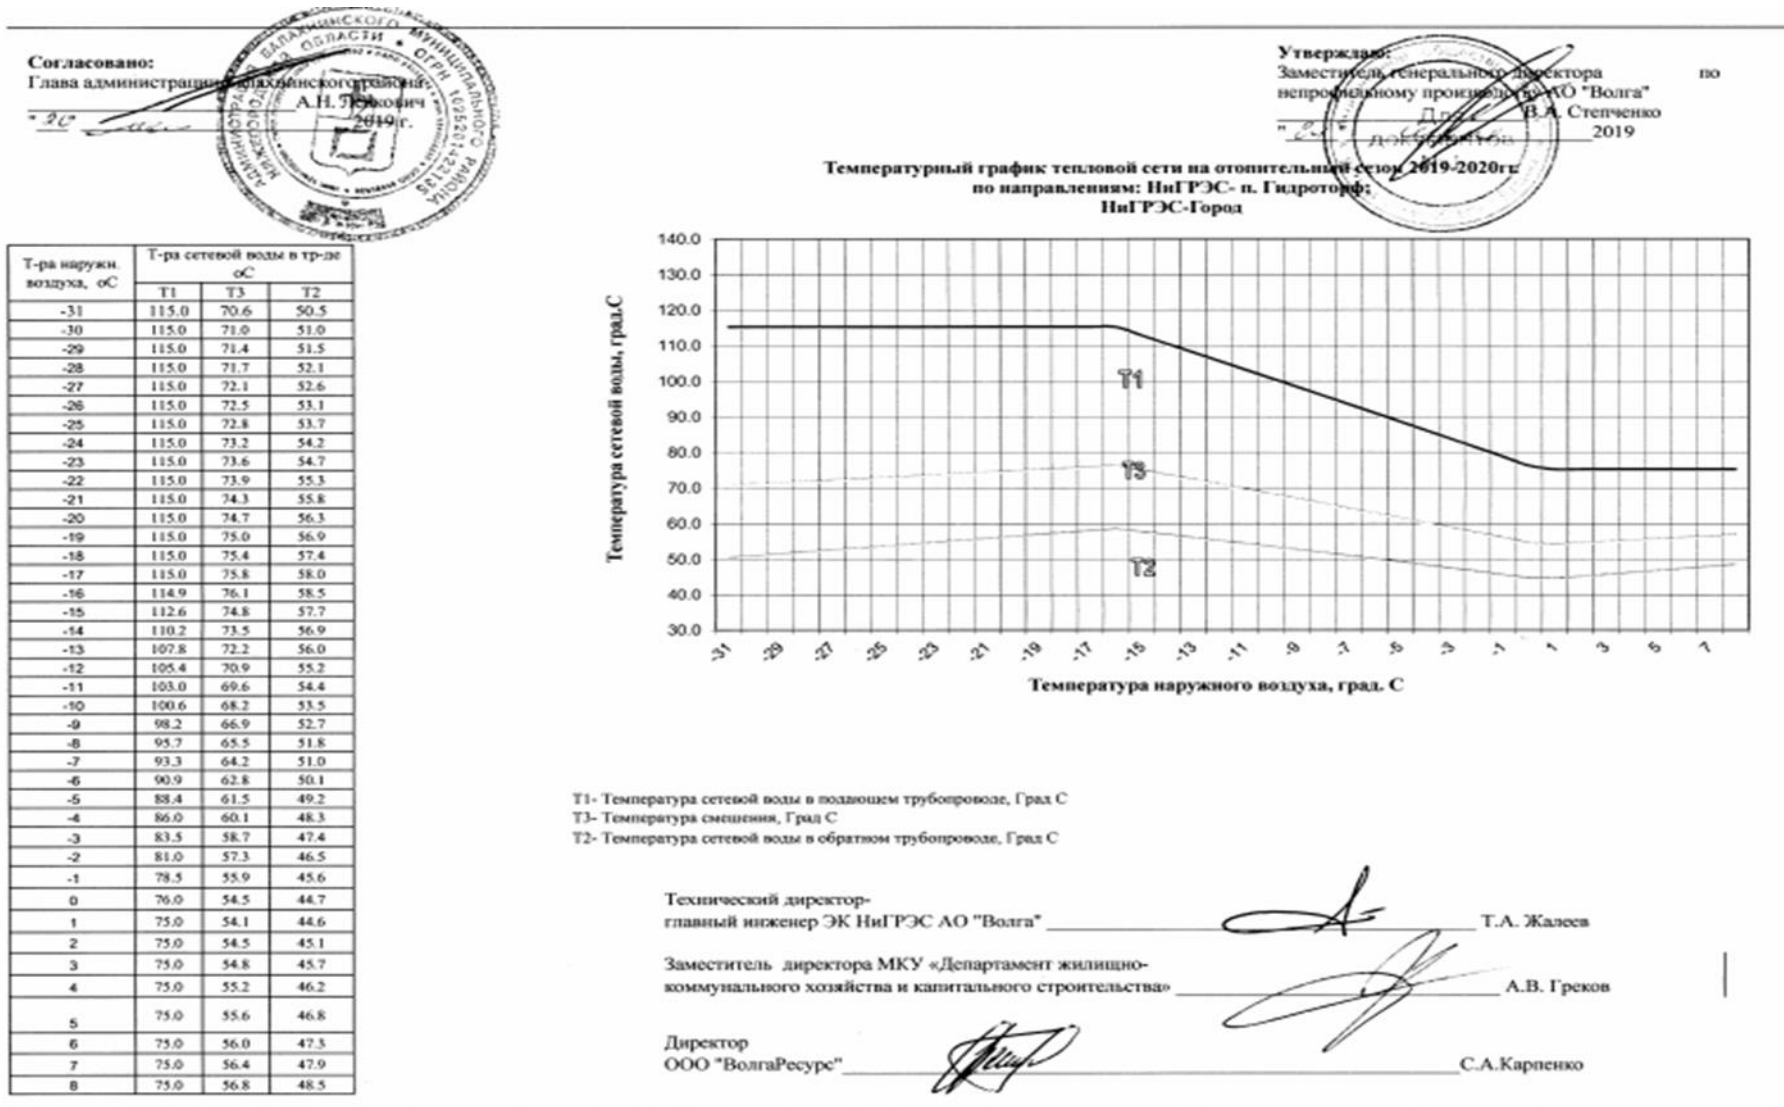 Согласовано:
Глава администрации Балахнинского района
А.Н.
2019 г.
АДМИНИСТРАЦИЯ БАЛАХНИНСКОГО МУНИЦИПАЛЬНОГО РАЙОНА
НИЖЕГОРОДСКОЙ ОБЛАСТИ • ОГРН
Утверждаю:
Заместитель генерального директора по
непрофильному производству АО "Волга"
В.А. Степченко
2019
ДОКУМЕНТОВ
Температурный график тепловой сети на отопительный сезон 2019-2020гг.
по направлениям: НиГРЭС- п. Гидроторф;
НиГРЭС-Город
Т-ра наружн. воздуха, оС
Т-ра сетевой воды в тр-де оС
Т1 Т3 Т2
-31 115.0 70.6 50.5
-30 115.0 71.0 51.0
-29 115.0 71.4 51.5
-28 115.0 71.7 52.1
-27 115.0 72.1 52.6
-26 115.0 72.5 53.1
-25 115.0 72.8 53.7
-24 115.0 73.2 54.2
-23 115.0 73.6 54.7
-22 115.0 73.9 55.3
-21 115.0 74.3 55.8
-20 115.0 74.7 56.3
-19 115.0 75.0 56.9
-18 115.0 75.4 57.4
-17 115.0 75.8 58.0
-16 114.9 76.1 58.5
-15 112.6 74.8 57.7
-14 110.2 73.5 56.9
-13 107.8 72.2 56.0
-12 105.4 70.9 55.2
-11 103.0 69.6 54.4
-10 100.6 68.2 53.5
-9 98.2 66.9 52.7
-8 95.7 65.5 51.8
-7 93.3 64.2 51.0
-6 90.9 62.8 50.1
-5 88.4 61.5 49.2
-4 86.0 60.1 48.3
-3 83.5 58.7 47.4
-2 81.0 57.3 46.5
-1 78.5 55.9 45.6
0 76.0 54.5 44.7
1 75.0 54.1 44.6
2 75.0 54.5 45.1
3 75.0 54.8 45.7
4 75.0 55.2 46.2
5 75.0 55.6 46.8
6 75.0 56.0 47.3
7 75.0 56.4 47.9
8 75.0 56.8 48.5
Температура сетевой воды, град.С
140.0
130.0
120.0
110.0
100.0
90.0
80.0
70.0
60.0
50.0
40.0
30.0
Т1
Т3
Т2
-31 -29 -27 -25 -23 -21 -19 -17 -15 -13 -11 -9 -7 -5 -3 -1 1 3 5 7
Температура наружного воздуха, град. С
Т1- Температура сетевой воды в подающем трубопроводе, Град С
Т3- Температура смешения, Град С
Т2- Температура сетевой воды в обратном трубопроводе, Град С
Технический директор-
главный инженер ЭК НиГРЭС АО "Волга" Т.А. Жалеев
Заместитель директора МКУ «Департамент жилищно-
коммунального хозяйства и капитального строительства» А.В. Греков
Директор
ООО "ВолгаРесурс" С.А.Карпенко